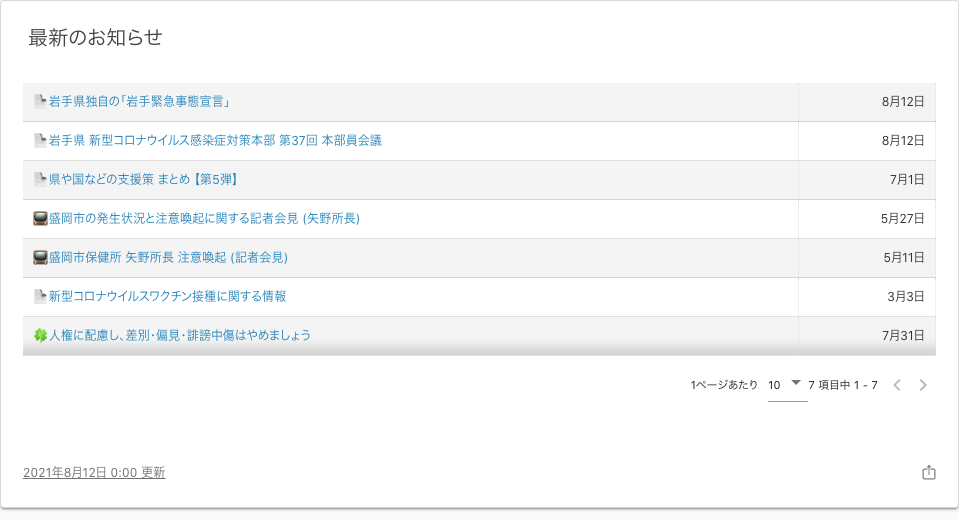 最新のお知らせ
岩手県独自の「岩手緊急事態宣言」 8月12日
岩手県 新型コロナウイルス感染症対策本部 第37回 本部員会議 8月12日
県や国などの支援策 まとめ【第5弾】 7月1日
盛岡市の発生状況と注意喚起に関する記者会見 (矢野所長) 5月27日
盛岡市保健所 矢野所長 注意喚起 (記者会見) 5月11日
新型コロナウイルスワクチン接種に関する情報 3月3日
人権に配慮し、差別・偏見・誹謗中傷はやめましょう 7月31日
1ページあたり 10 7 項目中 1 - 7
2021年8月12日 0:00 更新